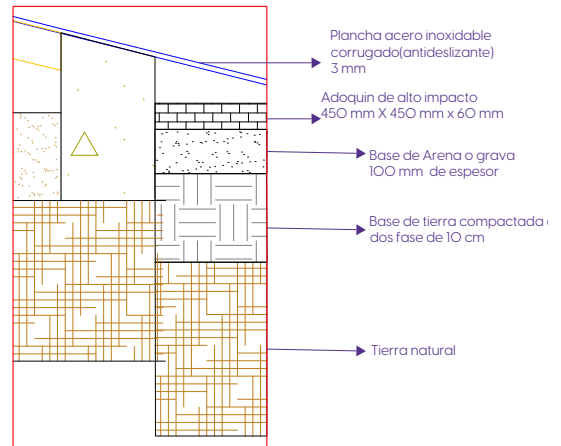 Plancha acero inoxidable
corrugado(antideslizante)
3 mm
Adoquin de alto impacto
450 mm X 450 mm x 60 mm
Base de Arena o grava
100 mm de espesor
Base de tierra compactada
dos fase de 10 cm
Tierra natural